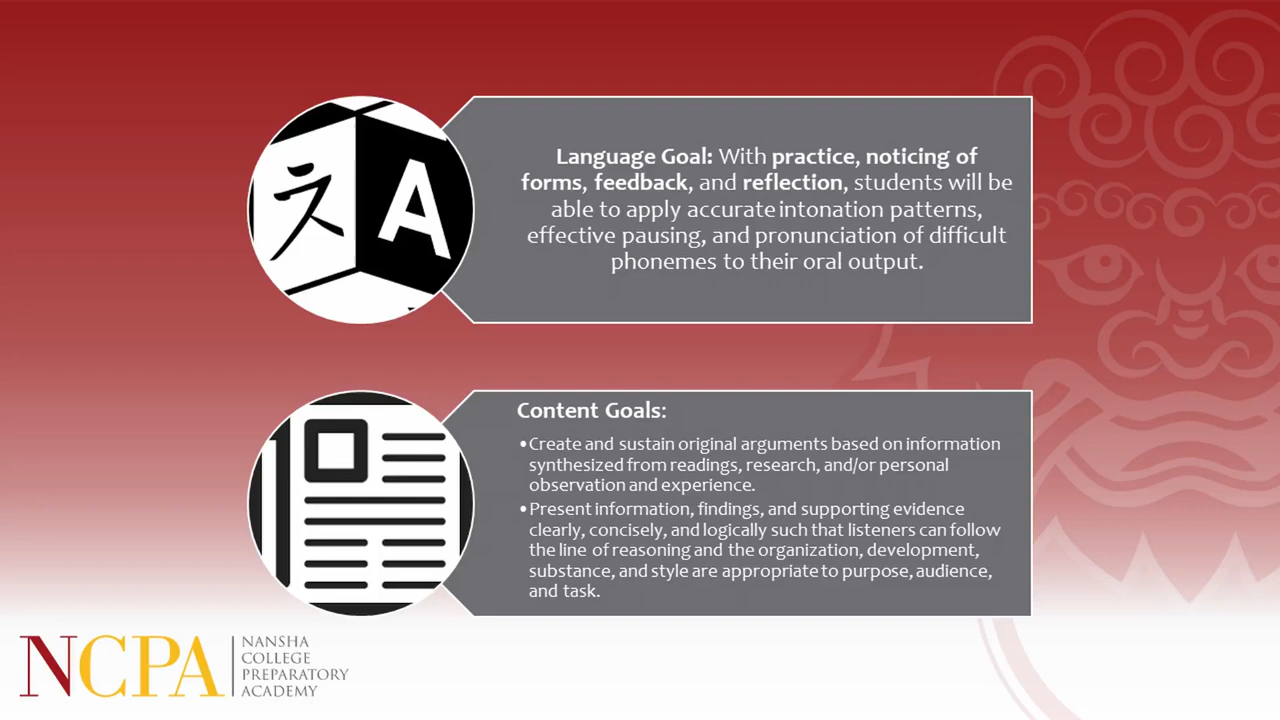 Language Goal: With practice, noticing of
forms, feedback, and reflection, students will be
able to apply accurate intonation patterns,
effective pausing, and pronunciation of difficult
phonemes to their oral output.
A
Content Goals:
•Create and sustain original arguments based on information
synthesized from readings, research, and/or personal
observation and experience.
•Present information, findings, and supporting evidence
clearly, concisely, and logically such that listeners can follow
the line of reasoning and the organization, development,
substance, and style are appropriate to purpose, audience,
and task.
NCPA
NANSHA
COLLEGE
PREPARATORY
ACADEMY